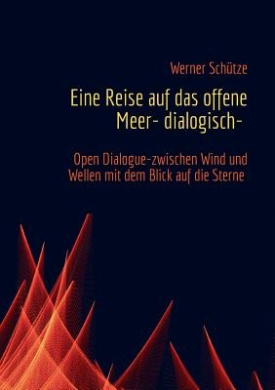 Werner Schütze
Eine Reise auf das offene
Meer- dialogisch-
Open Dialogue-zwischen Wind und
Wellen mit dem Blick auf die Sterne